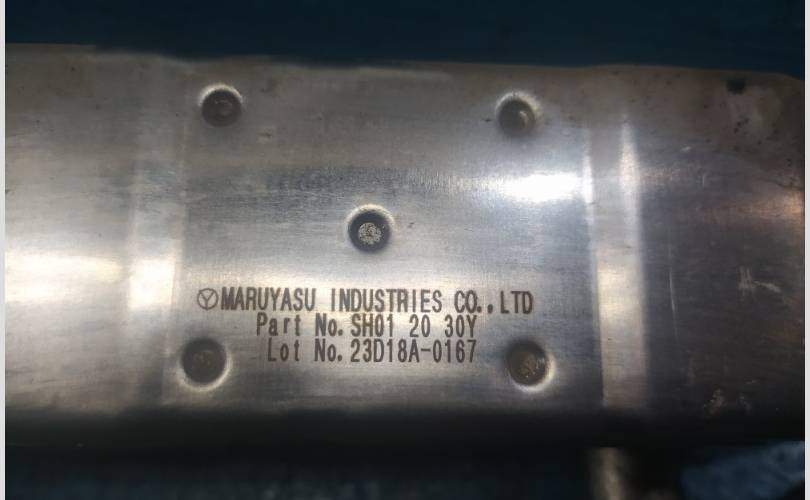 MARUYASU INDUSTRIES CO., LTD
Part No. SH01 20 30Y
Lot No. 23D18A-0167